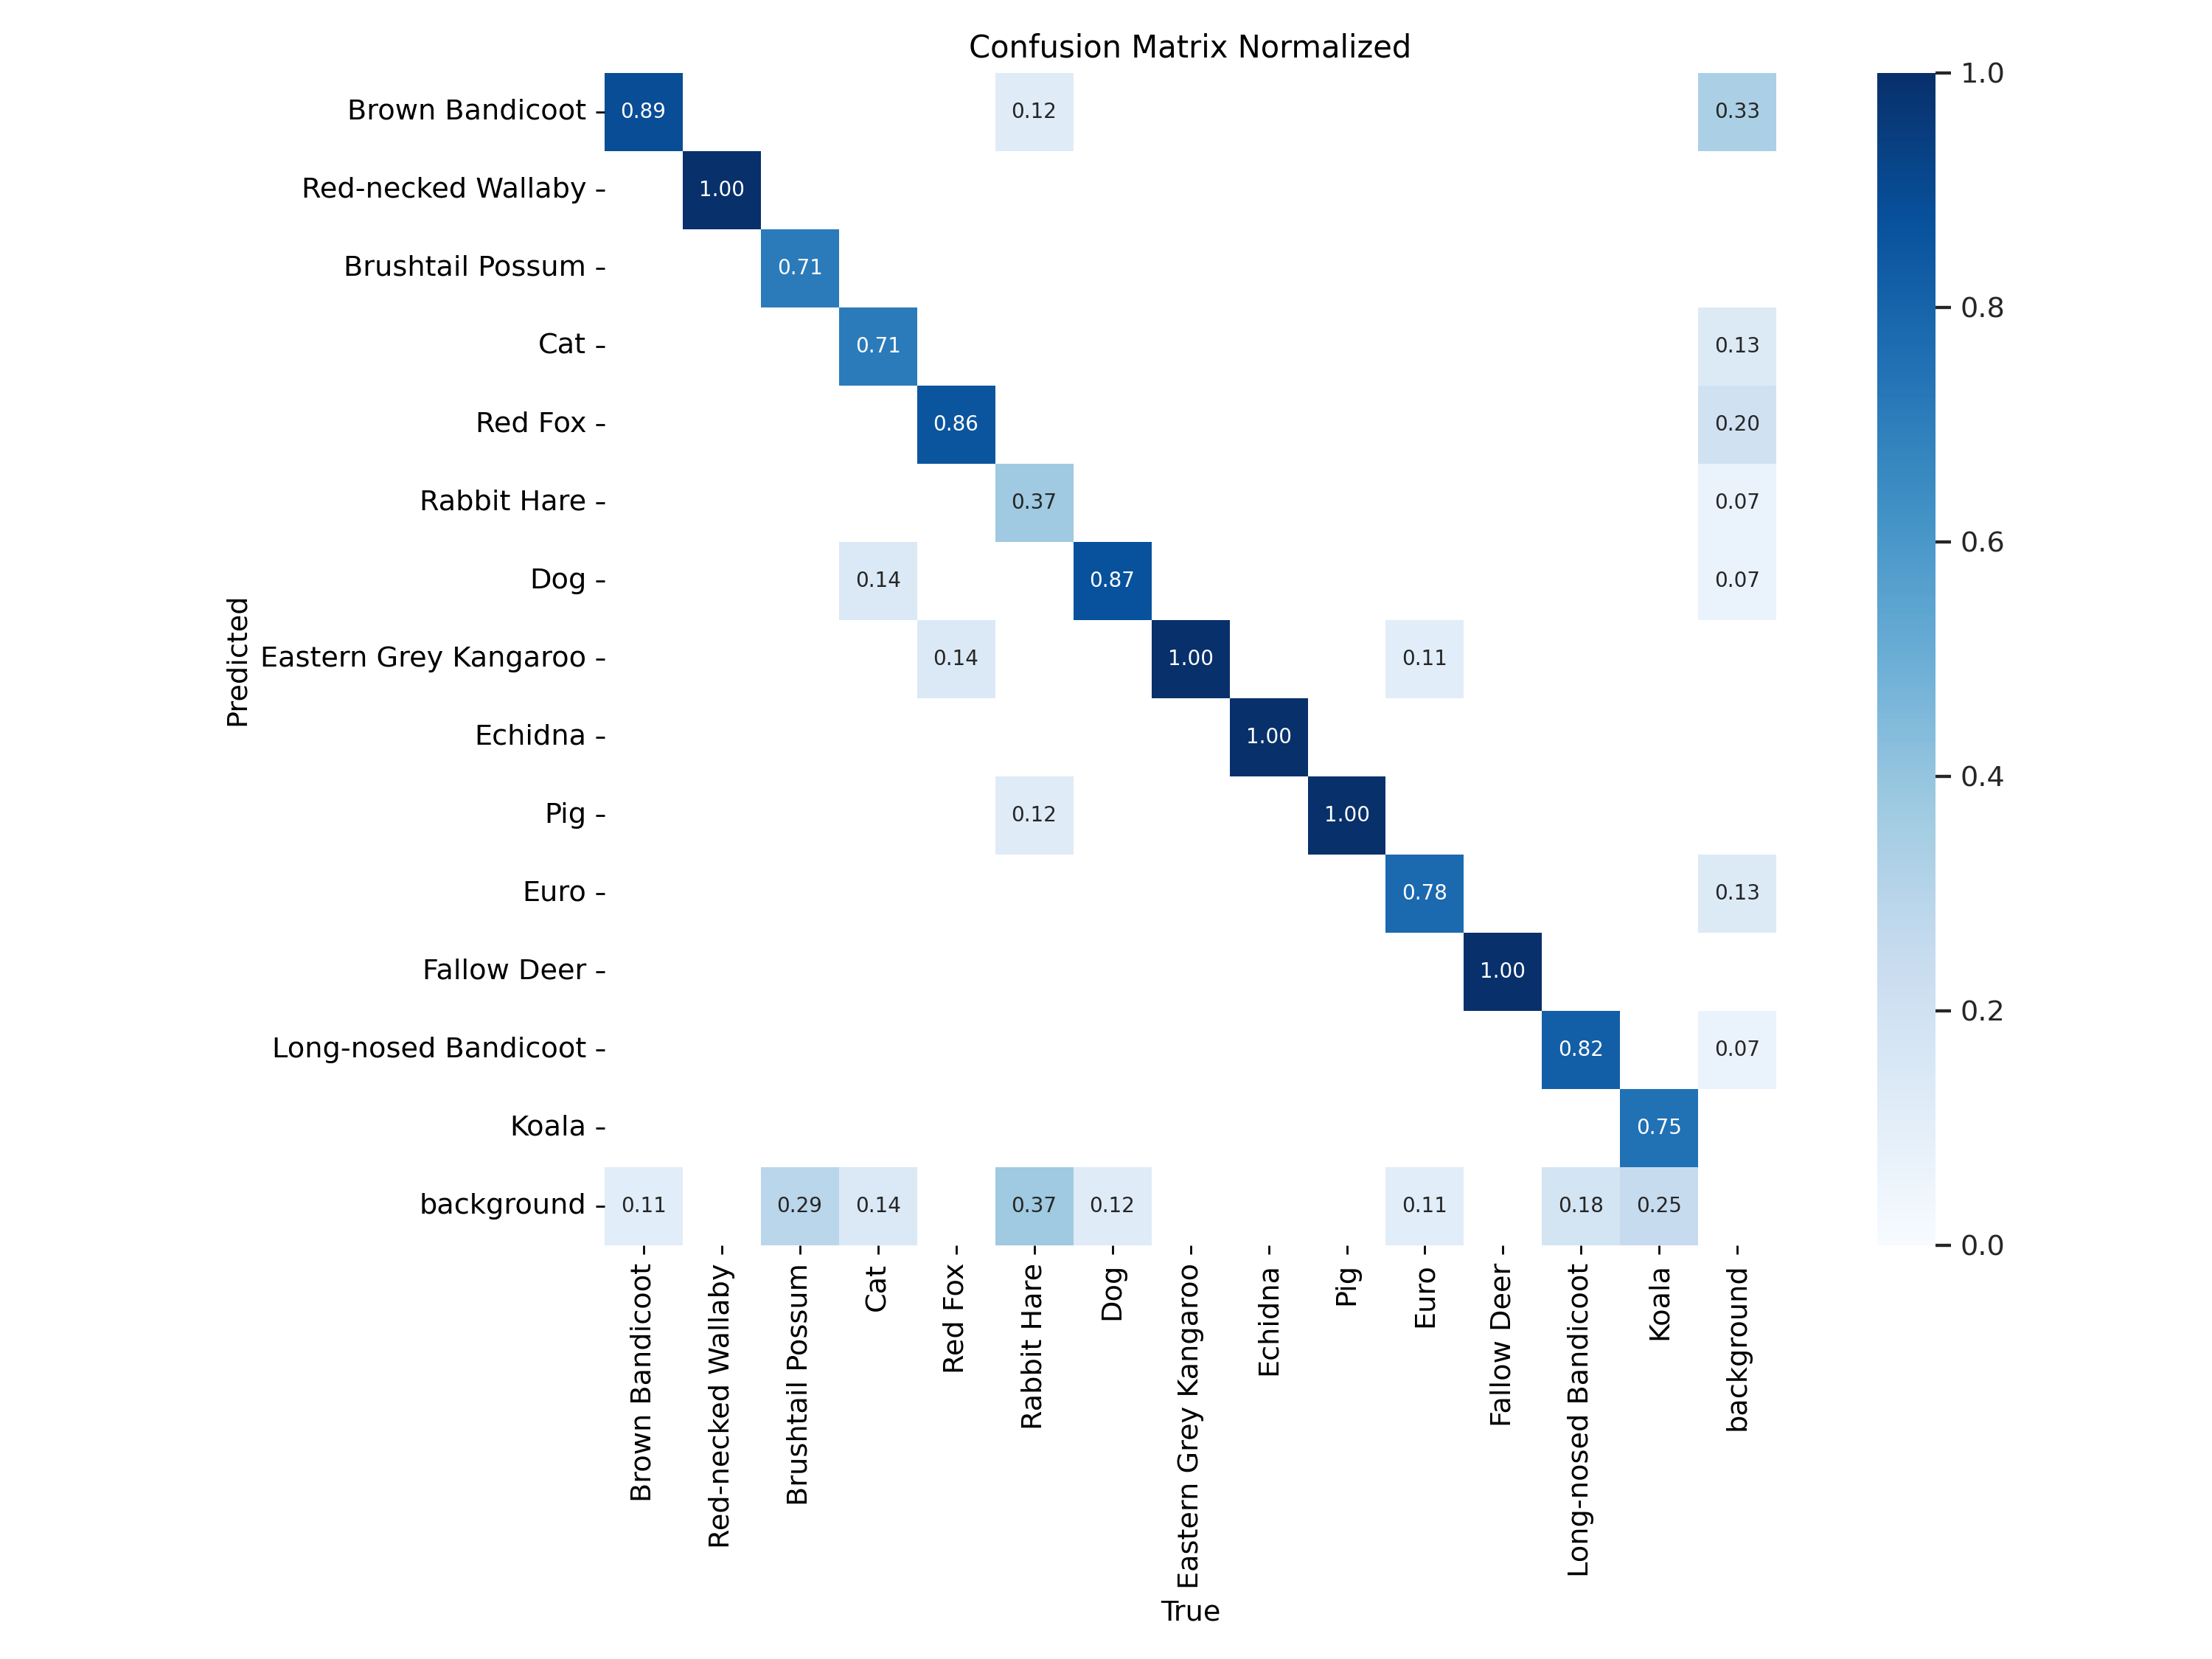 Confusion Matrix Normalized
Brown Bandicoot 0.89 0.12 0.33 1.0
Red-necked Wallaby 1.00
Brushtail Possum 0.71
0.8
Cat 0.71 0.13
Red Fox 0.86 0.20
Rabbit Hare 0.37 0.07
0.6
Dog 0.14 0.87 0.07
Predicted
Eastern Grey Kangaroo 0.14 1.00 0.11
Echidna 1.00
0.4
Pig 0.12 1.00
Euro 0.78 0.13
Fallow Deer 1.00
0.2
Long-nosed Bandicoot 0.82 0.07
Koala 0.75
background 0.11 0.29 0.14 0.37 0.12 0.11 0.18 0.25
0.0
Brown Bandicoot
Red-necked Wallaby
Brushtail Possum
Cat
Red Fox
Rabbit Hare
Dog
Eastern Grey Kangaroo
Echidna
Pig
Euro
Fallow Deer
Long-nosed Bandicoot
Koala
background
True